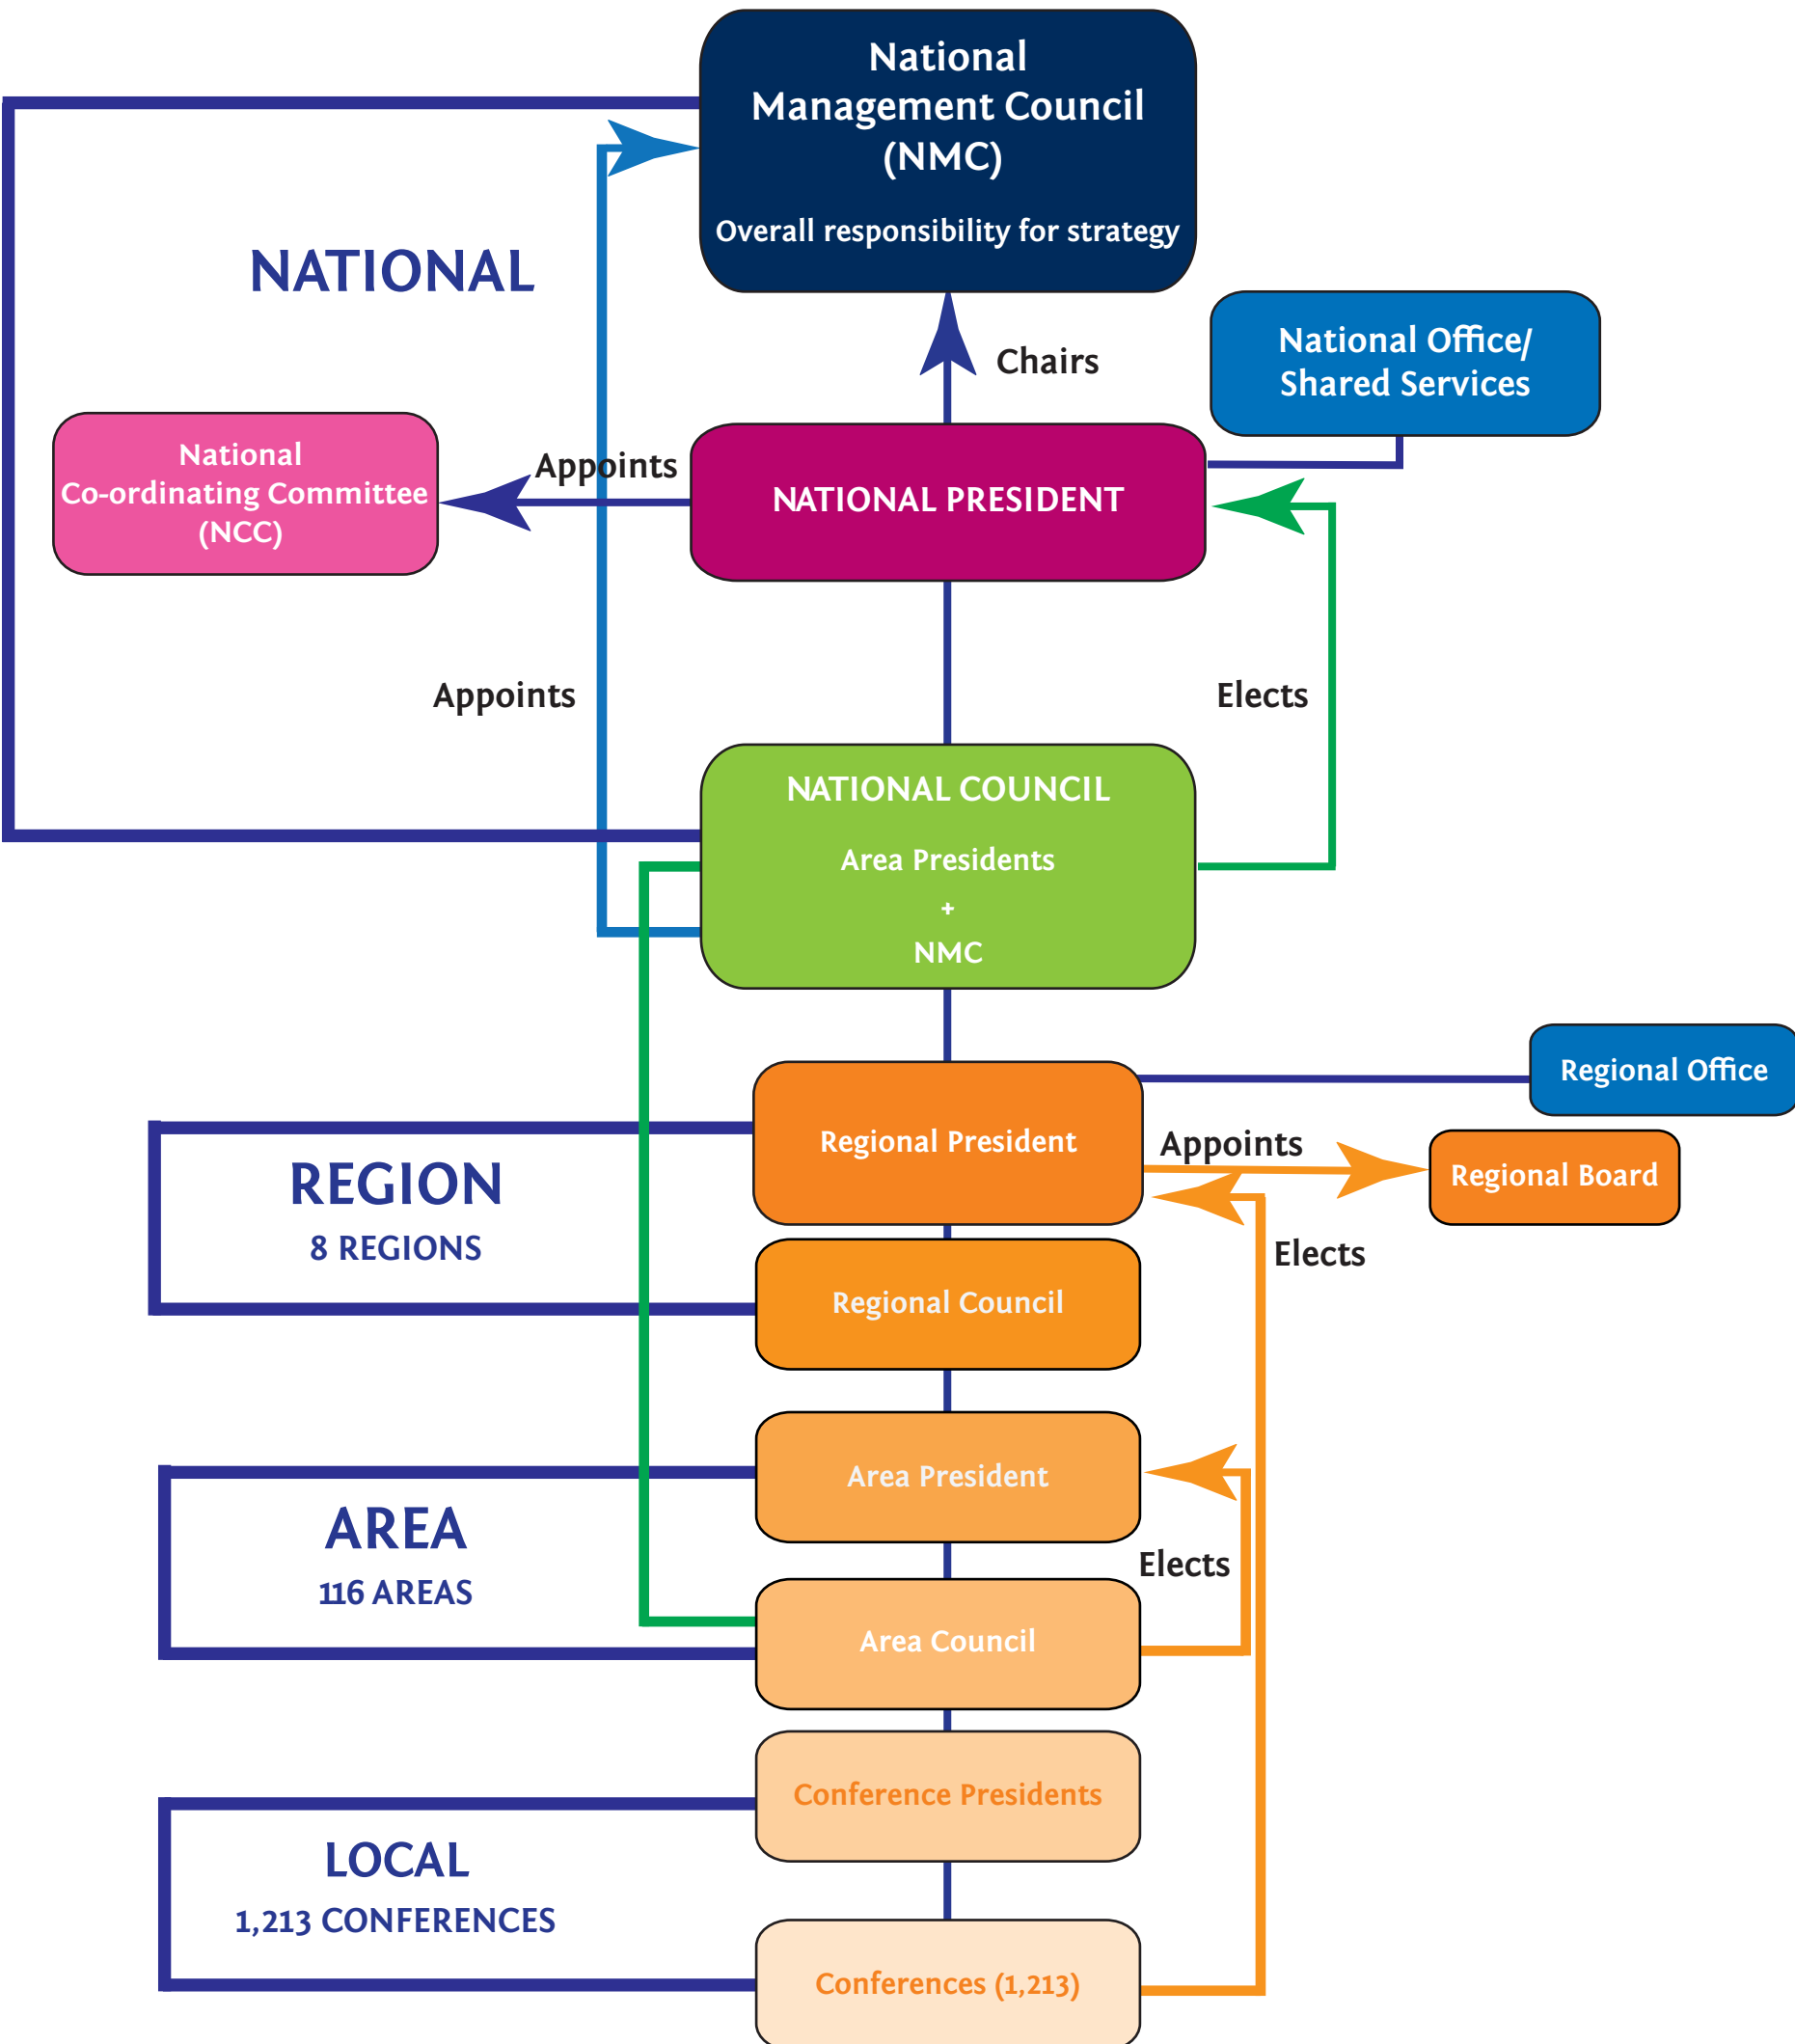 National
Management Council
(NMC)
Overall responsibility for strategy
NATIONAL
National Office/
Shared Services
Chairs
National
Co-ordinating Committee
(NCC)
Appoints
NATIONAL PRESIDENT
Appoints
Elects
NATIONAL COUNCIL
Area Presidents
+
NMC
Regional Office
Regional President
Appoints
Regional Board
REGION
8 REGIONS
Elects
Regional Council
Area President
AREA
116 AREAS
Elects
Area Council
Conference Presidents
LOCAL
1,213 CONFERENCES
Conferences (1,213)